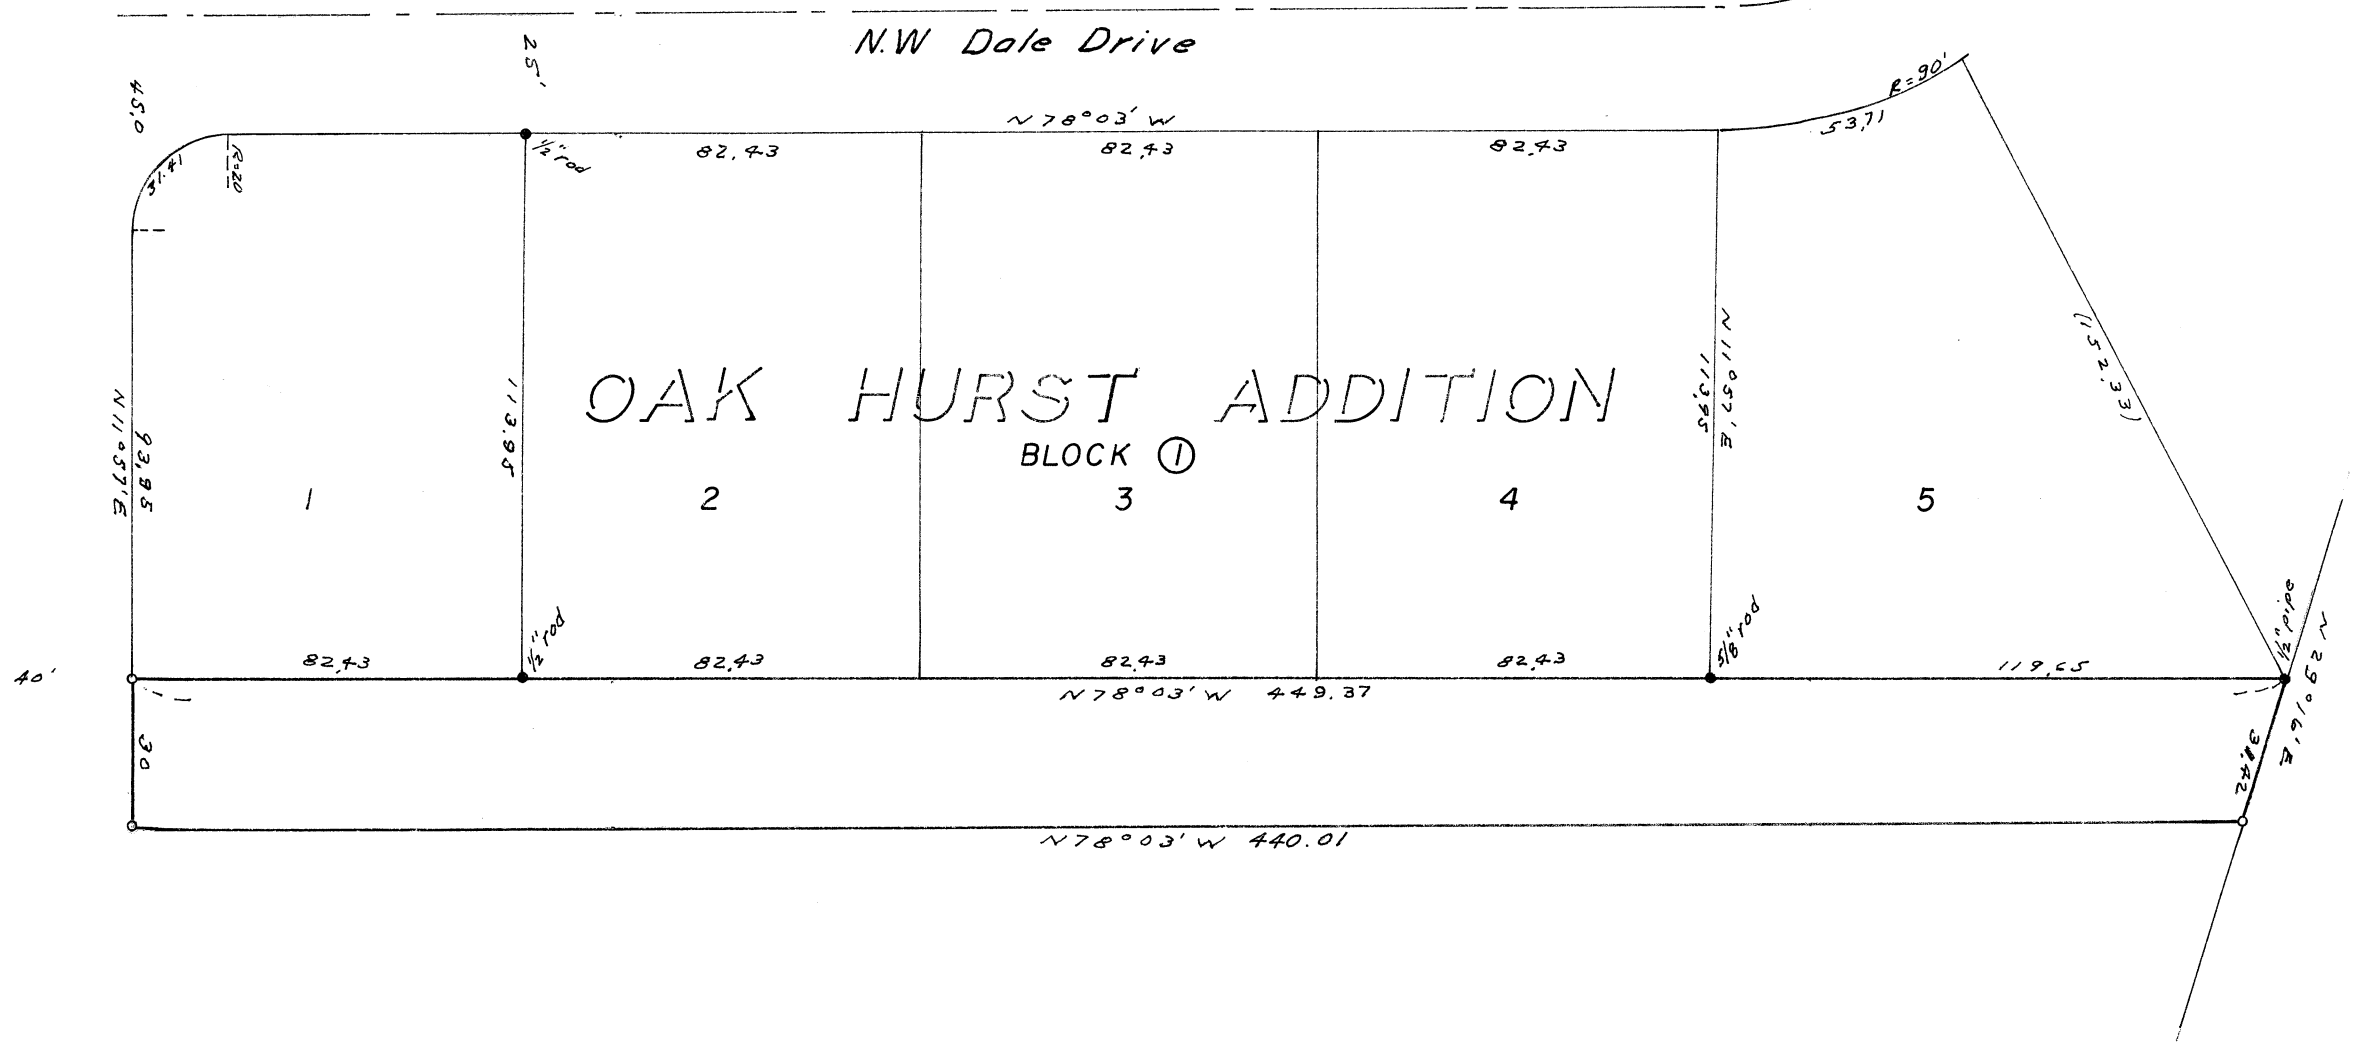 N.W Dale Drive
25'
45.0
N 78°03' W
R=90'
53.71
1/2" rod
82.43
82.43
82.43
31.41
R=20
(152.33)
N 11°57' E
113.95
113.95
OAK HURST ADDITION
BLOCK 1
1
2
3
4
5
N 11°57' E
93.95
1/2" rod
5/8" rod
1/2" pipe
N 29°16' E
40'
82.43
82.43
82.43
82.43
119.65
N 78°03' W 449.37
30
N 78°03' W 440.01